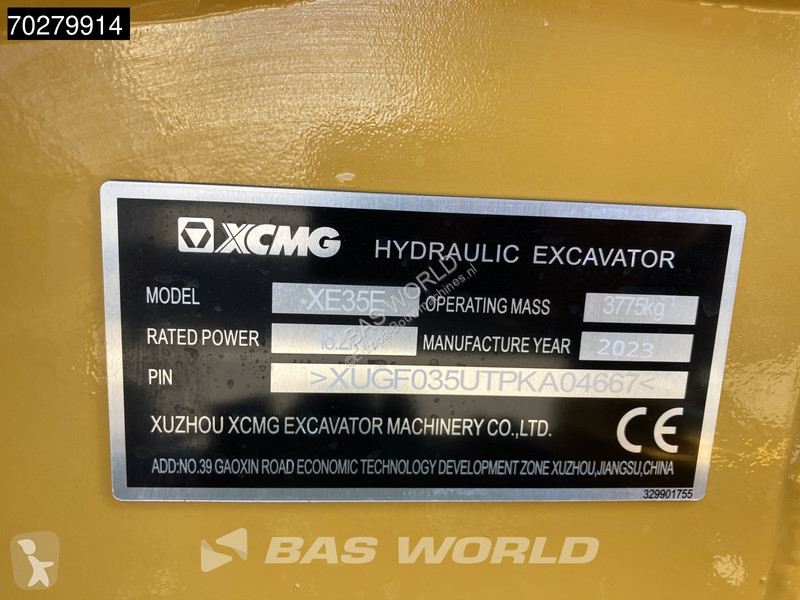 70279914
XCMG HYDRAULIC EXCAVATOR
MODEL XE35E OPERATING MASS 3775kg
RATED POWER MANUFACTURE YEAR 2023
PIN >XUGF035UTPKA04667<
XUZHOU XCMG EXCAVATOR MACHINERY CO.,LTD. CE
ADD:NO.39 GAOXIN ROAD ECONOMIC TECHNOLOGY DEVELOPMENT ZONE XUZHOU,JIANGSU,CHINA
329901755
BAS WORLD
BAS WORLD